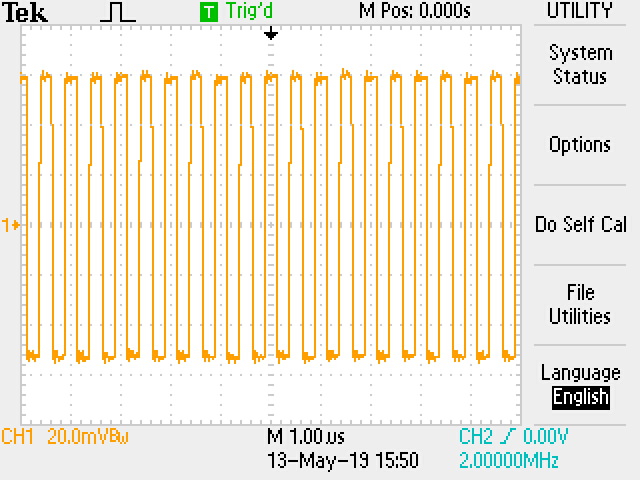 Tek T Trig'd M Pos: 0.000s UTILITY
System
Status
Options
1
Do Self Cal
File
Utilities
Language
English
CH1 20.0mVBw M 1.00us CH2 0.00V
13-May-19 15:50 2.00000MHz